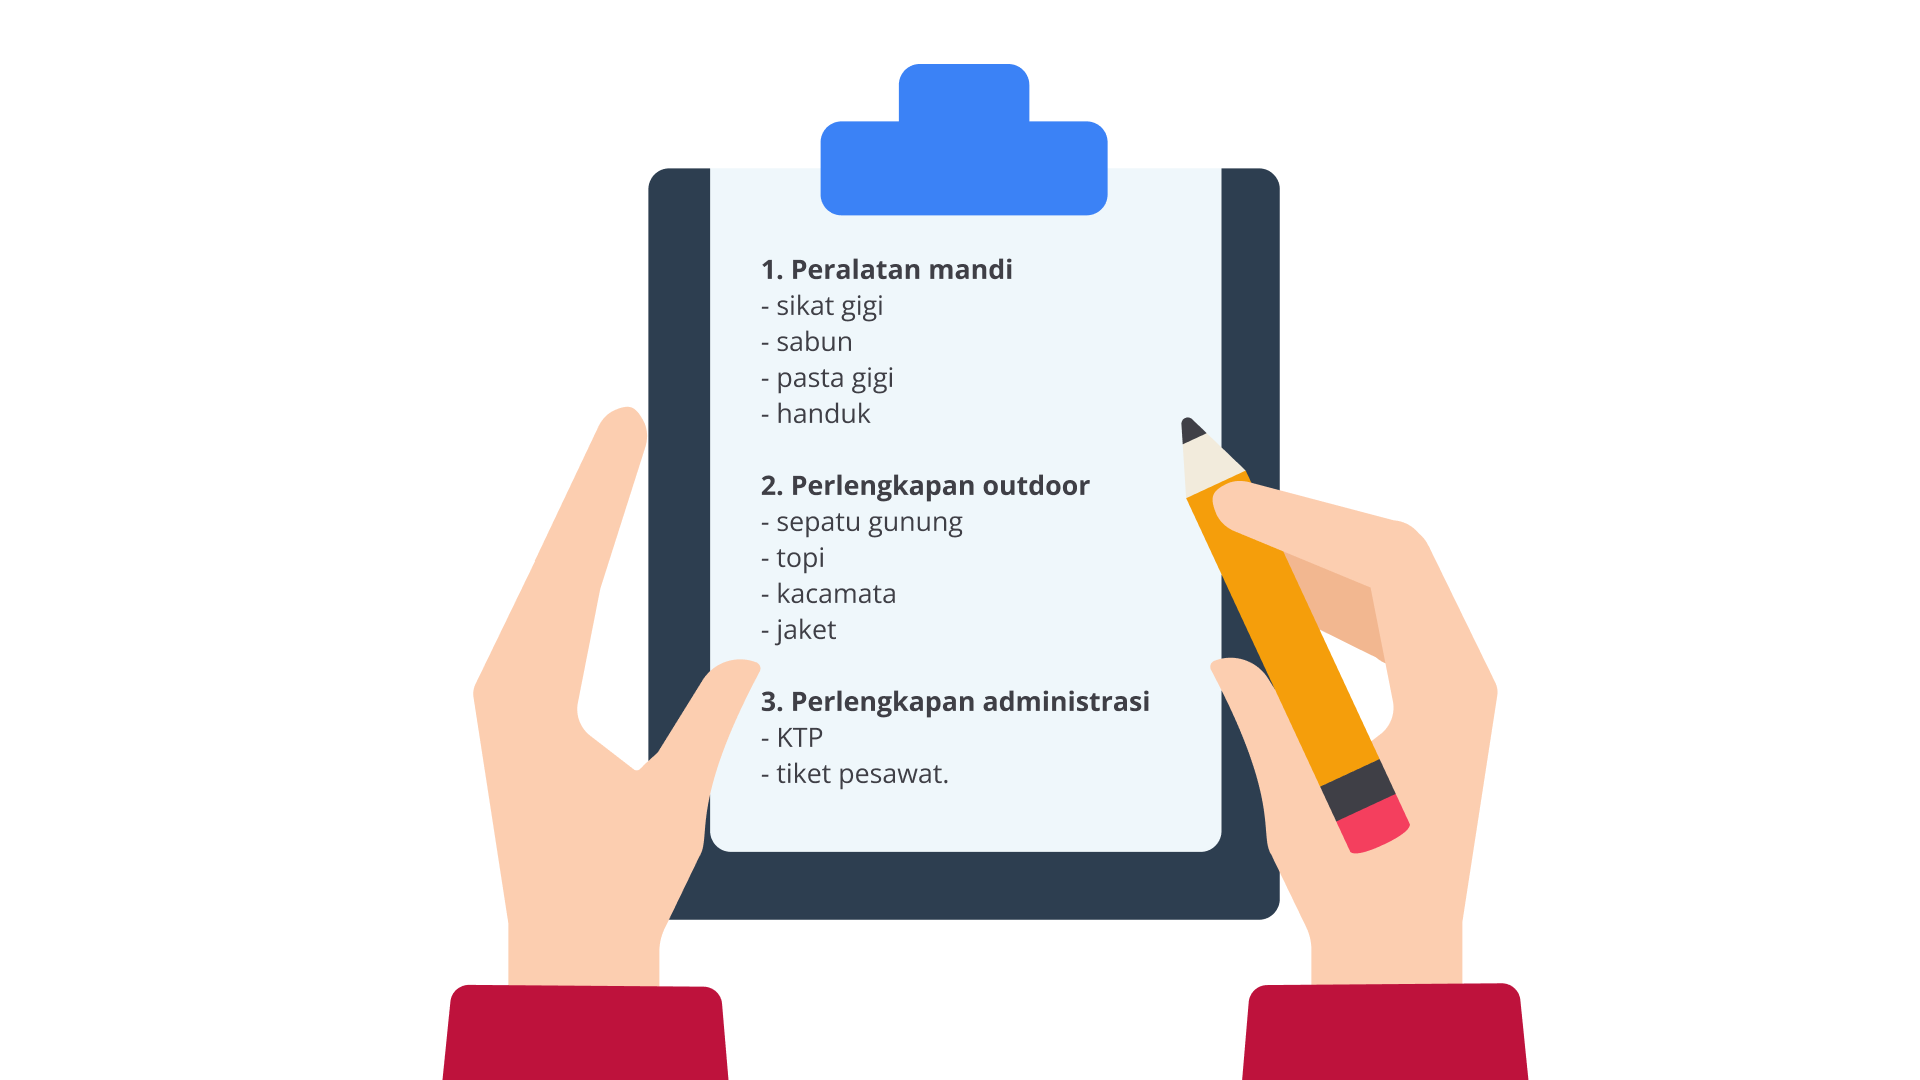 1. Peralatan mandi
- sikat gigi
- sabun
- pasta gigi
- handuk
2. Perlengkapan outdoor
- sepatu gunung
- topi
- kacamata
- jaket
3. Perlengkapan administrasi
- KTP
- tiket pesawat.